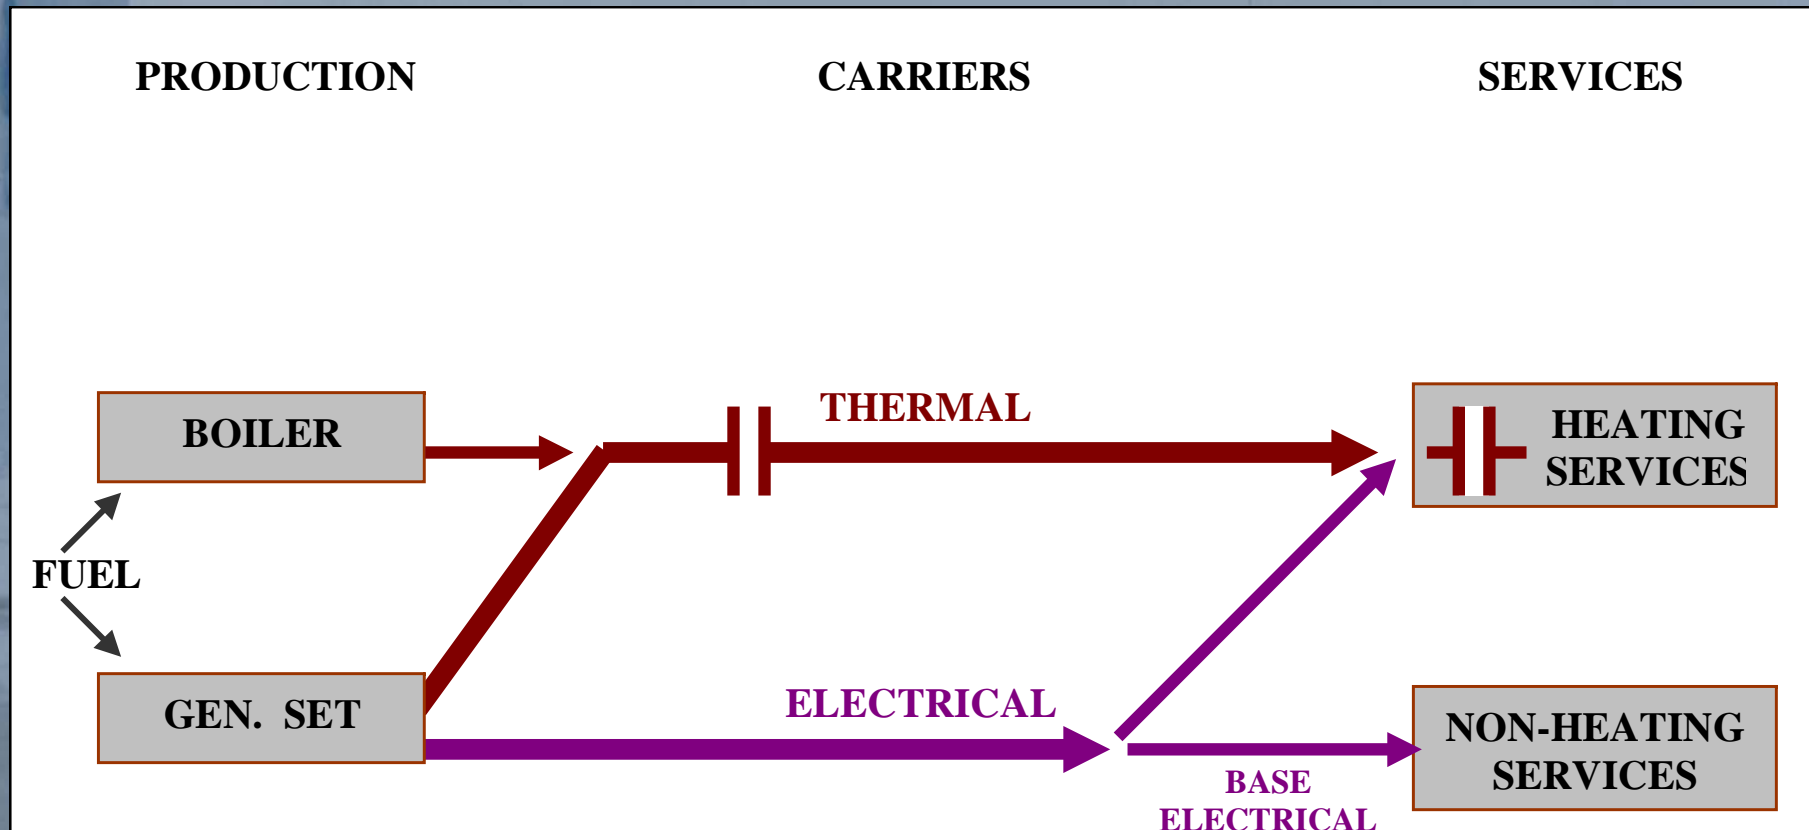 PRODUCTION
CARRIERS
SERVICES
BOILER
THERMAL
HEATING
SERVICES
FUEL
GEN. SET
ELECTRICAL
NON-HEATING
SERVICES
BASE
ELECTRICAL